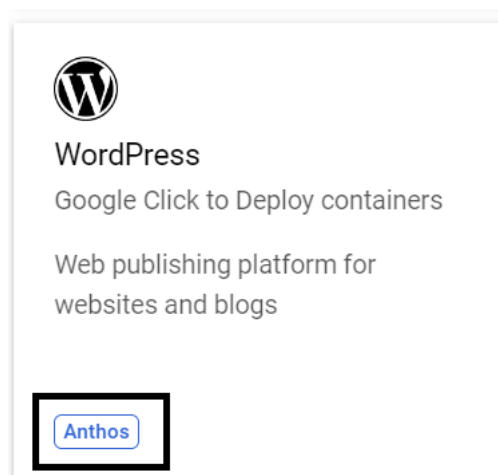 WordPress
Google Click to Deploy containers
Web publishing platform for
websites and blogs
Anthos